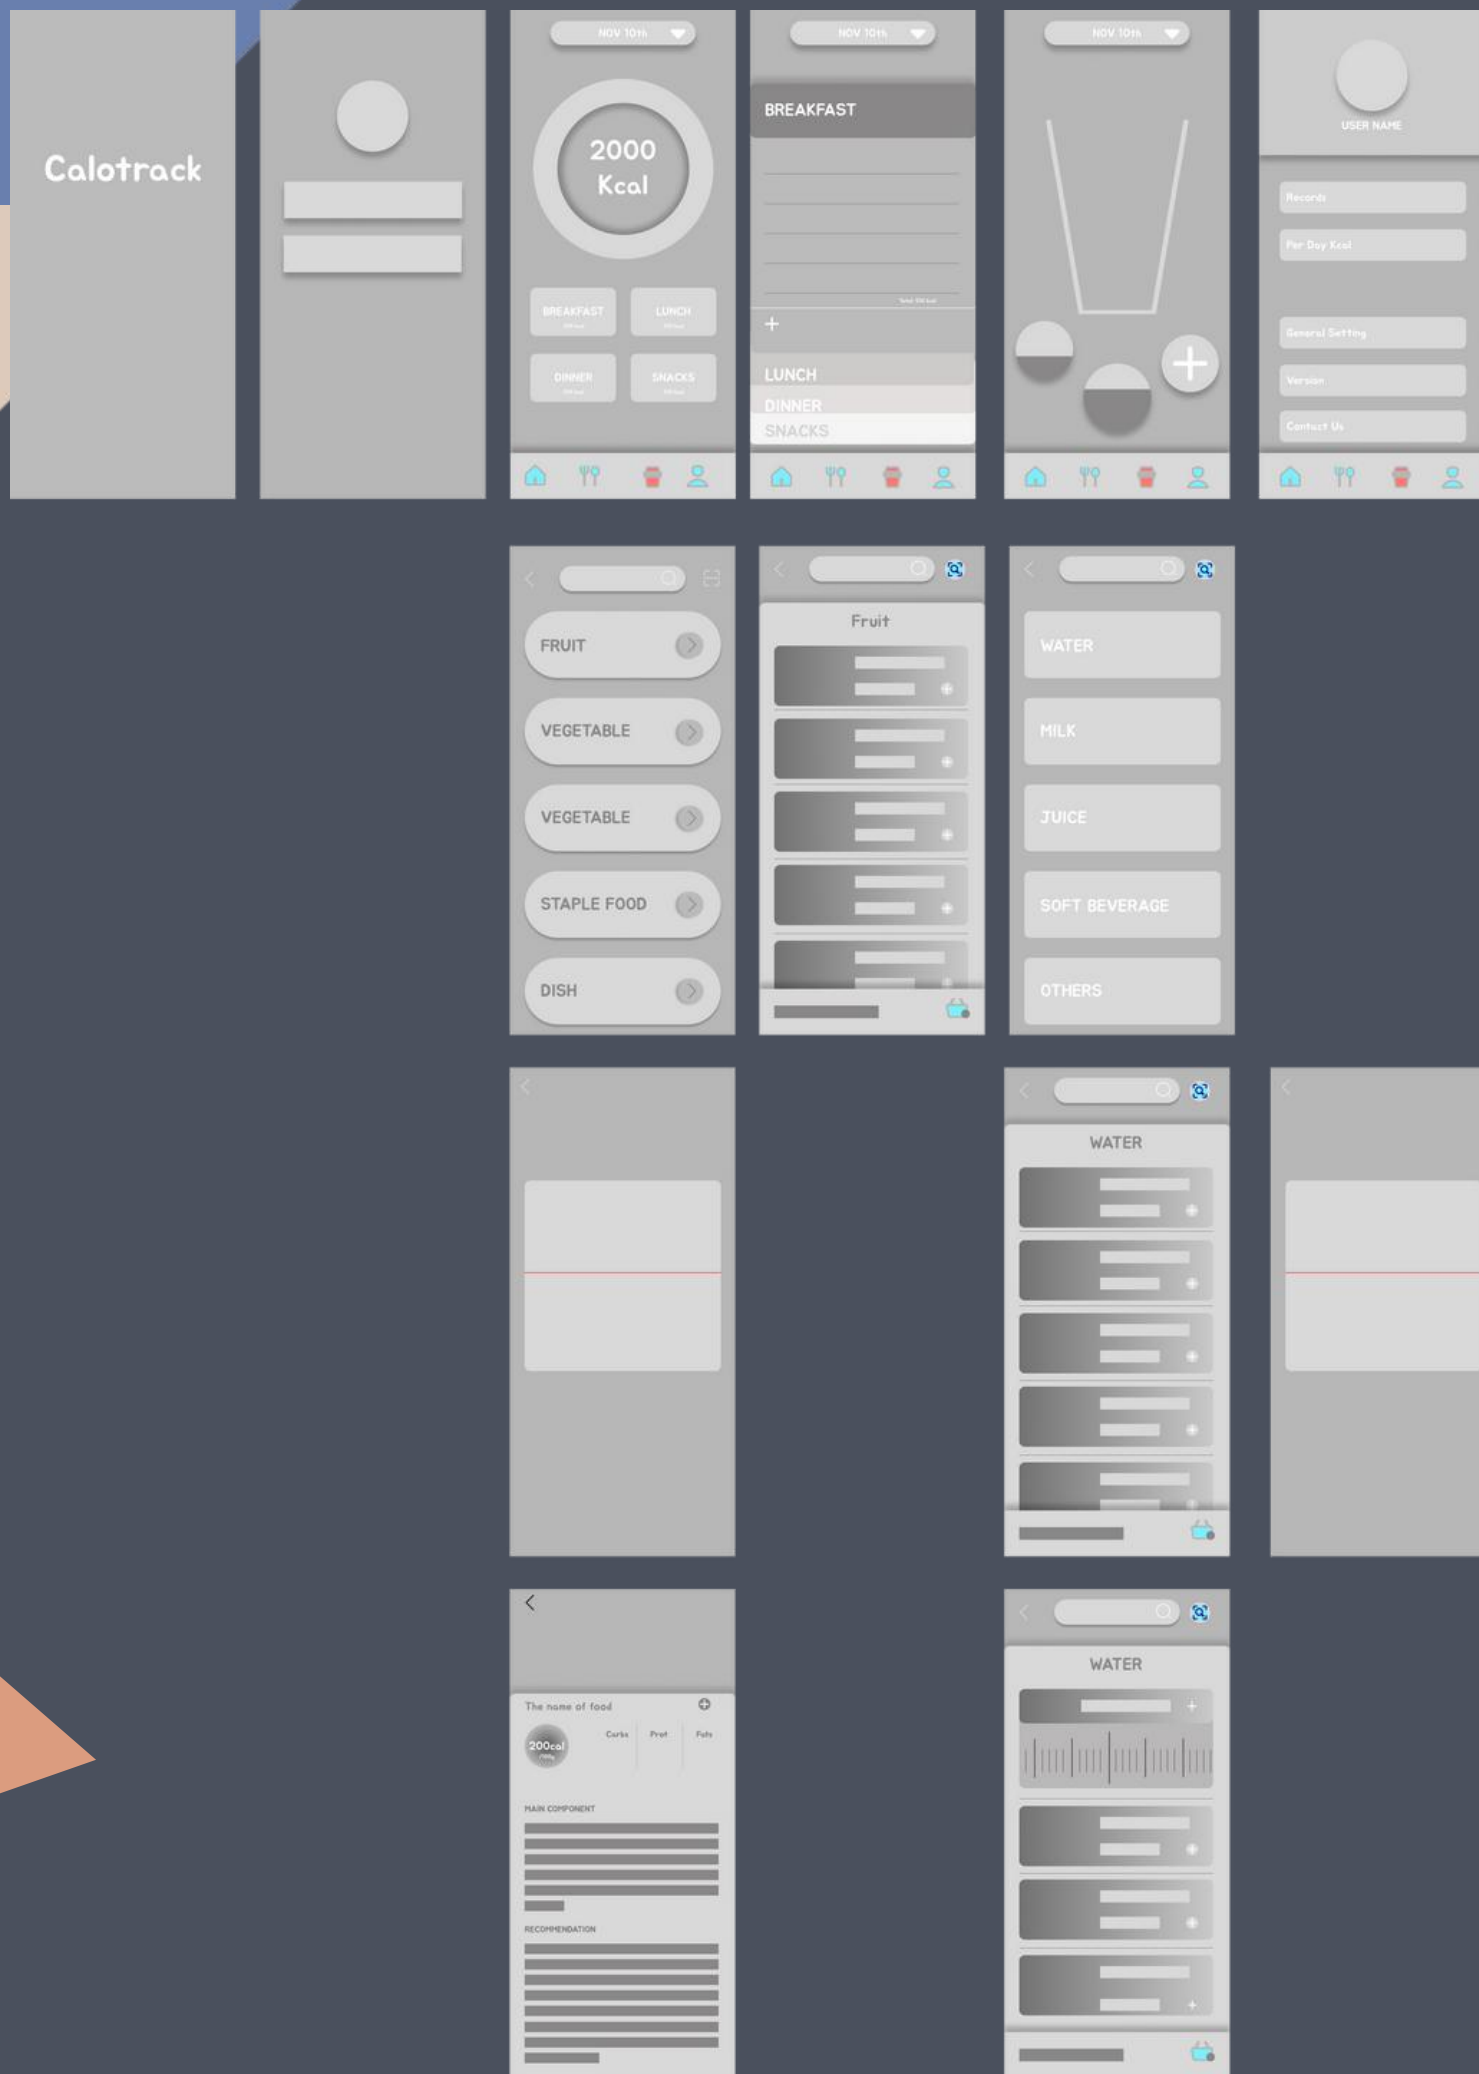 Calotrack
NOV 10th
2000
Kcal
BREAKFAST
LUNCH
DINNER
SNACKS
NOV 10th
BREAKFAST
LUNCH
DINNER
SNACKS
NOV 10th
USER NAME
Records
Per Day Kcal
General Setting
Version
Contact Us
FRUIT
VEGETABLE
VEGETABLE
STAPLE FOOD
DISH
Fruit
WATER
MILK
JUICE
SOFT BEVERAGE
OTHERS
WATER
The name of food
200cal
/100g
Carbs Prot Fats
MAIN COMPONENT
RECOMMENDATION
WATER